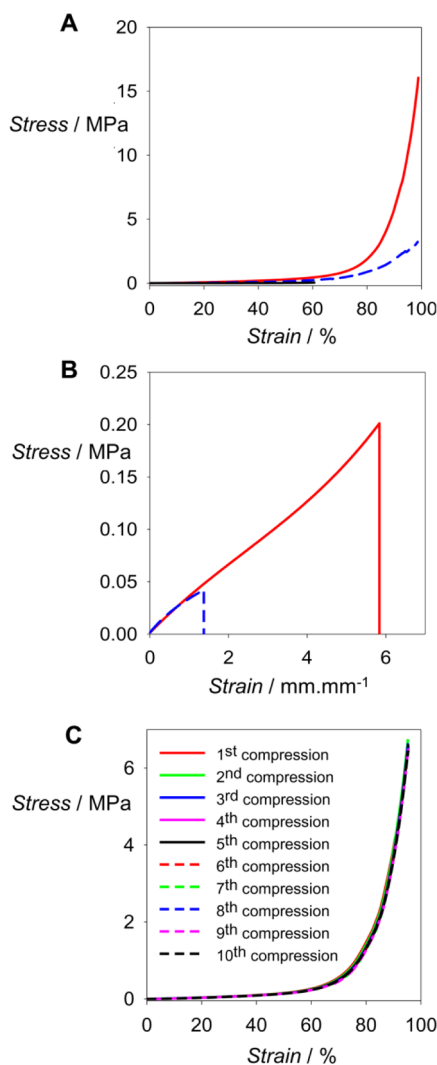 A
20
15
10
5
0
Stress / MPa
0 20 40 60 80 100
Strain / %
B
0.25
0.20
0.15
0.10
0.05
0.00
Stress / MPa
0 2 4 6
Strain / mm.mm⁻¹
C
6
4
2
0
Stress / MPa
1st compression
2nd compression
3rd compression
4th compression
5th compression
6th compression
7th compression
8th compression
9th compression
10th compression
0 20 40 60 80 100
Strain / %